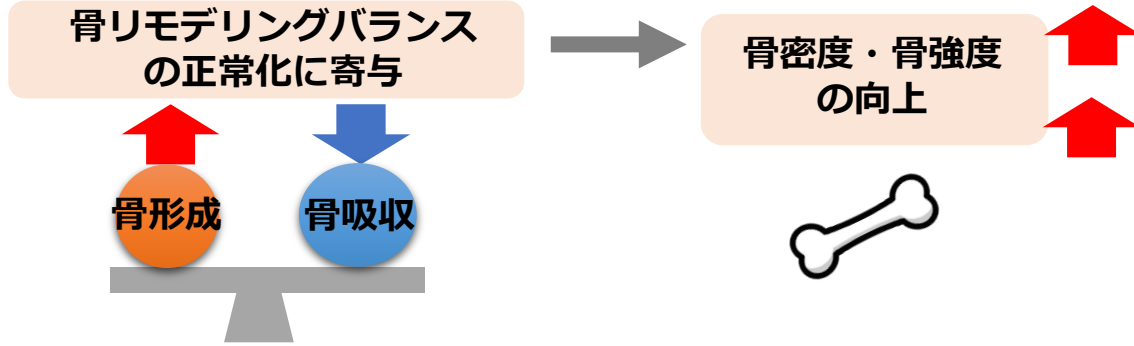 骨リモデリングバランス
の正常化に寄与
骨密度・骨強度
の向上
骨形成
骨吸収